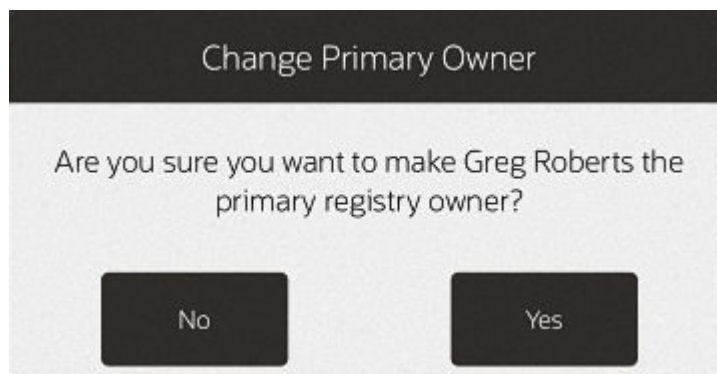 Change Primary Owner
Are you sure you want to make Greg Roberts the
primary registry owner?
No
Yes